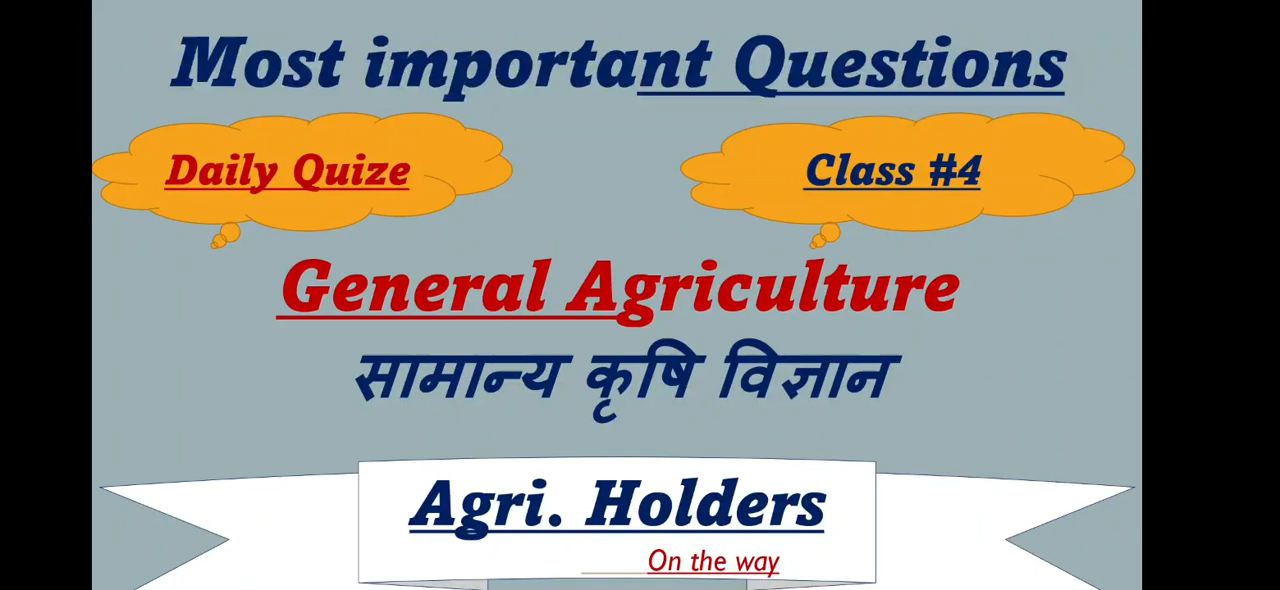 Most important Questions
Daily Quize
Class #4
General Agriculture
सामान्य कृषि विज्ञान
Agri. Holders
On the way